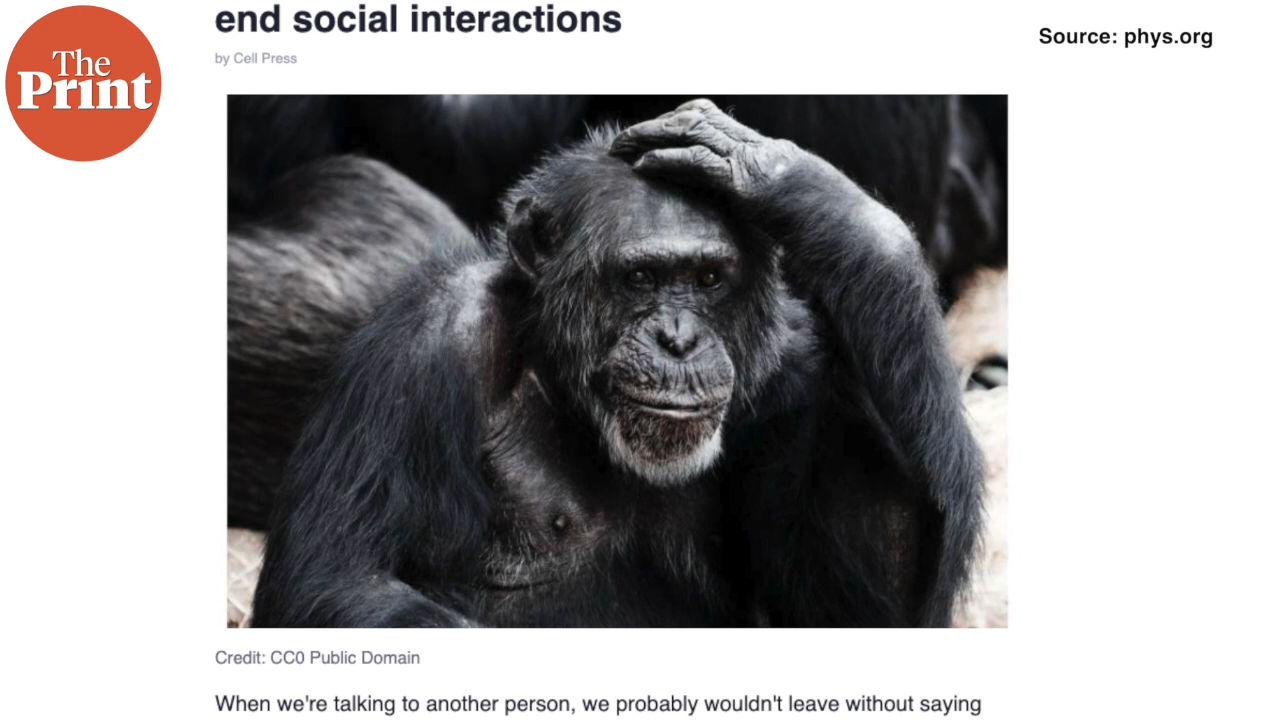 The
Print
end social interactions
Source: phys.org
by Cell Press
Credit: CC0 Public Domain
When we're talking to another person, we probably wouldn't leave without saying